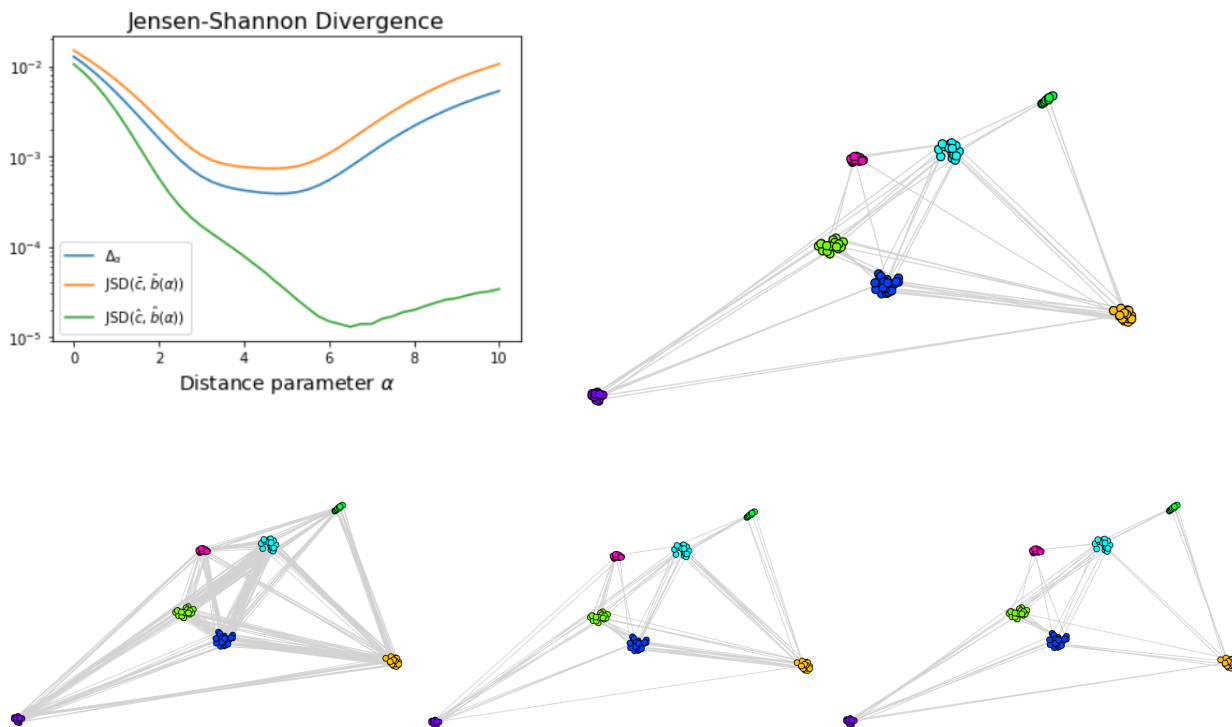 Jensen-Shannon Divergence
10⁻²
10⁻³
10⁻⁴
10⁻⁵
Δ_α
JSD(c̄, b̄(α))
JSD(ĉ, b̂(α))
0 2 4 6 8 10
Distance parameter α